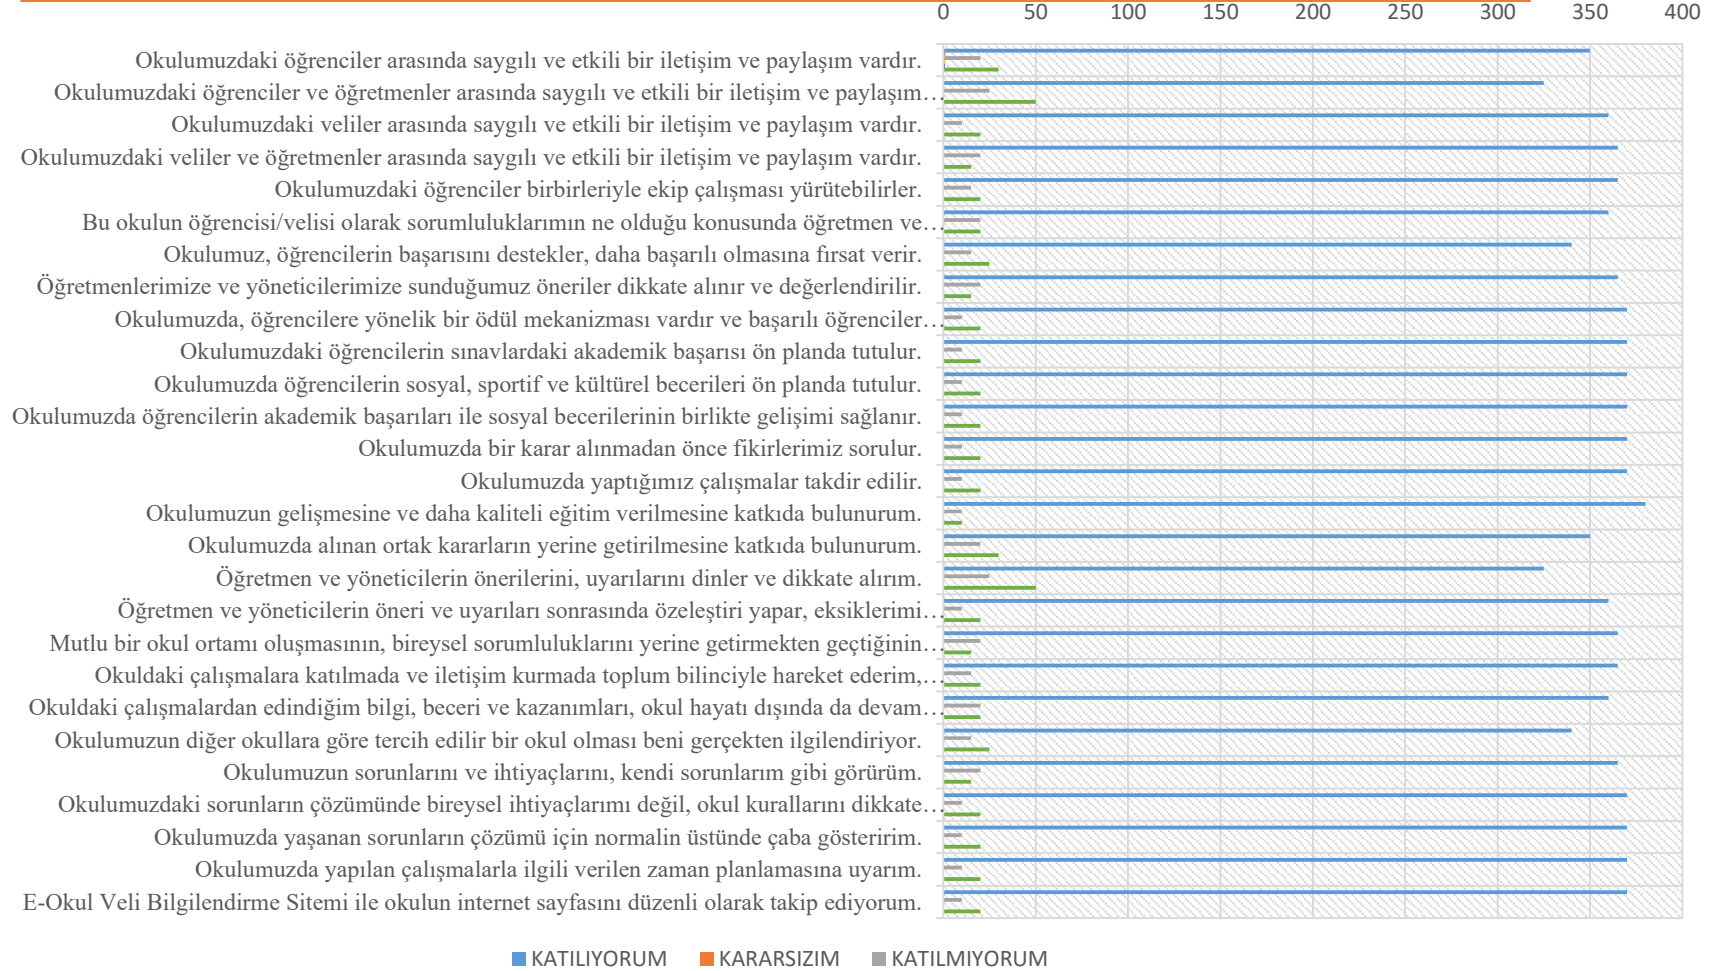 0 50 100 150 200 250 300 350 400
Okulumuzdaki öğrenciler arasında saygılı ve etkili bir iletişim ve paylaşım vardır.
Okulumuzdaki öğrenciler ve öğretmenler arasında saygılı ve etkili bir iletişim ve paylaşım…
Okulumuzdaki veliler arasında saygılı ve etkili bir iletişim ve paylaşım vardır.
Okulumuzdaki veliler ve öğretmenler arasında saygılı ve etkili bir iletişim ve paylaşım vardır.
Okulumuzdaki öğrenciler birbirleriyle ekip çalışması yürütebilirler.
Bu okulun öğrencisi/velisi olarak sorumluluklarımın ne olduğu konusunda öğretmen ve…
Okulumuz, öğrencilerin başarısını destekler, daha başarılı olmasına fırsat verir.
Öğretmenlerimize ve yöneticilerimize sunduğumuz öneriler dikkate alınır ve değerlendirilir.
Okulumuzda, öğrencilere yönelik bir ödül mekanizması vardır ve başarılı öğrenciler…
Okulumuzdaki öğrencilerin sınavlardaki akademik başarısı ön planda tutulur.
Okulumuzda öğrencilerin sosyal, sportif ve kültürel becerileri ön planda tutulur.
Okulumuzda öğrencilerin akademik başarıları ile sosyal becerilerinin birlikte gelişimi sağlanır.
Okulumuzda bir karar alınmadan önce fikirlerimiz sorulur.
Okulumuzda yaptığımız çalışmalar takdir edilir.
Okulumuzun gelişmesine ve daha kaliteli eğitim verilmesine katkıda bulunurum.
Okulumuzda alınan ortak kararların yerine getirilmesine katkıda bulunurum.
Öğretmen ve yöneticilerin önerilerini, uyarılarını dinler ve dikkate alırım.
Öğretmen ve yöneticilerin öneri ve uyarıları sonrasında özeleştiri yapar, eksiklerimi…
Mutlu bir okul ortamı oluşmasının, bireysel sorumluluklarını yerine getirmekten geçtiğinin…
Okuldaki çalışmalara katılmada ve iletişim kurmada toplum bilinciyle hareket ederim,…
Okuldaki çalışmalardan edindiğim bilgi, beceri ve kazanımları, okul hayatı dışında da devam…
Okulumuzun diğer okullara göre tercih edilir bir okul olması beni gerçekten ilgilendiriyor.
Okulumuzun sorunlarını ve ihtiyaçlarını, kendi sorunlarım gibi görürüm.
Okulumuzdaki sorunların çözümünde bireysel ihtiyaçlarımı değil, okul kurallarını dikkate…
Okulumuzda yaşanan sorunların çözümü için normalin üstünde çaba gösteririm.
Okulumuzda yapılan çalışmalarla ilgili verilen zaman planlamasına uyarım.
E-Okul Veli Bilgilendirme Sitemi ile okulun internet sayfasını düzenli olarak takip ediyorum.
KATILIYORUM KARARSIZIM KATILMIYORUM